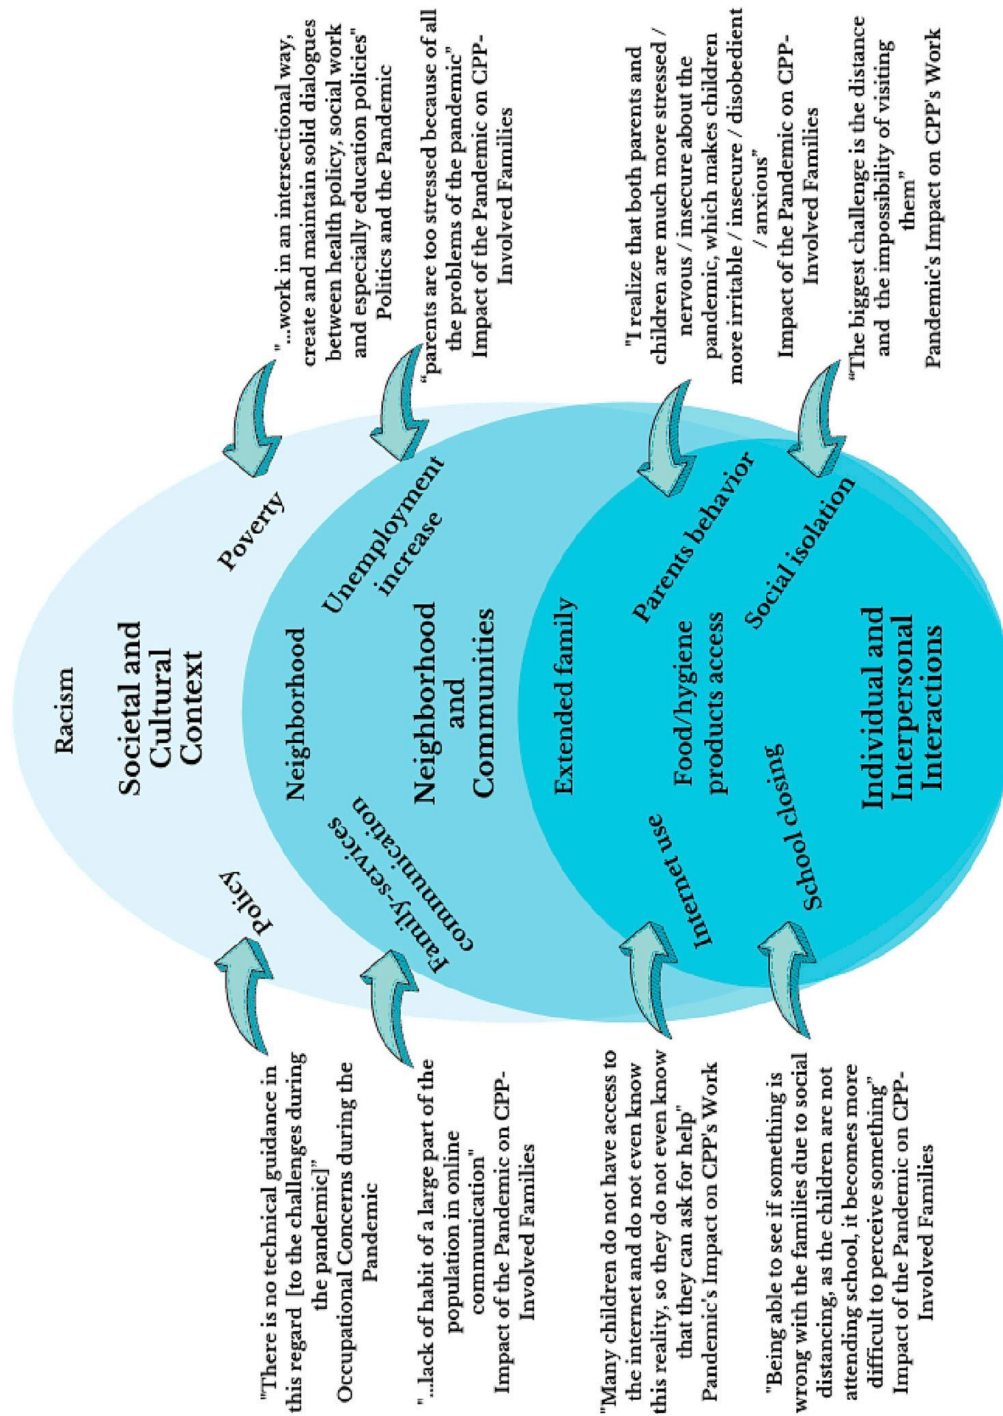 "There is no technical guidance in
this regard [to the challenges during
the pandemic]"
Occupational Concerns during the
Pandemic
"...lack of habit of a large part of the
population in online
communication"
Impact of the Pandemic on CPP-
Involved Families
"Many children do not have access to
the internet and do not even know
this reality, so they do not even know
that they can ask for help"
Pandemic's Impact on CPP's Work
"Being able to see if something is
wrong with the families due to social
distancing, as the children are not
attending school, it becomes more
difficult to perceive something”
Impact of the Pandemic on CPP-
Involved Families
Racism
Societal and
Cultural
Context
Policy
Poverty
Neighborhood
Family-services
communication
Unemployment
increase
Neighborhood
and
Communities
Extended family
Internet use
Food/hygiene
products access
Parents behavior
School closing
Social isolation
Individual and
Interpersonal
Interactions
"...work in an intersectional way,
create and maintain solid dialogues
between health policy, social work
and especially education policies"
Politics and the Pandemic
“parents are too stressed because of all
the problems of the pandemic”
Impact of the Pandemic on CPP-
Involved Families
"I realize that both parents and
children are much more stressed /
nervous / insecure about the
pandemic, which makes children
more irritable / insecure / disobedient
/ anxious”
Impact of the Pandemic on CPP-
Involved Families
“The biggest challenge is the distance
and the impossibility of visiting
them”
Pandemic's Impact on CPP's Work